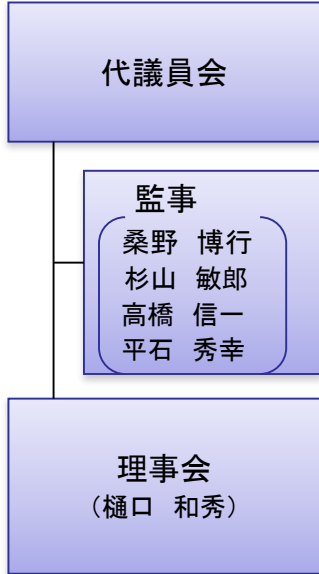 代議員会
監事
桑野 博行
杉山 敏郎
高橋 信一
平石 秀幸
理事会
（樋口 和秀）